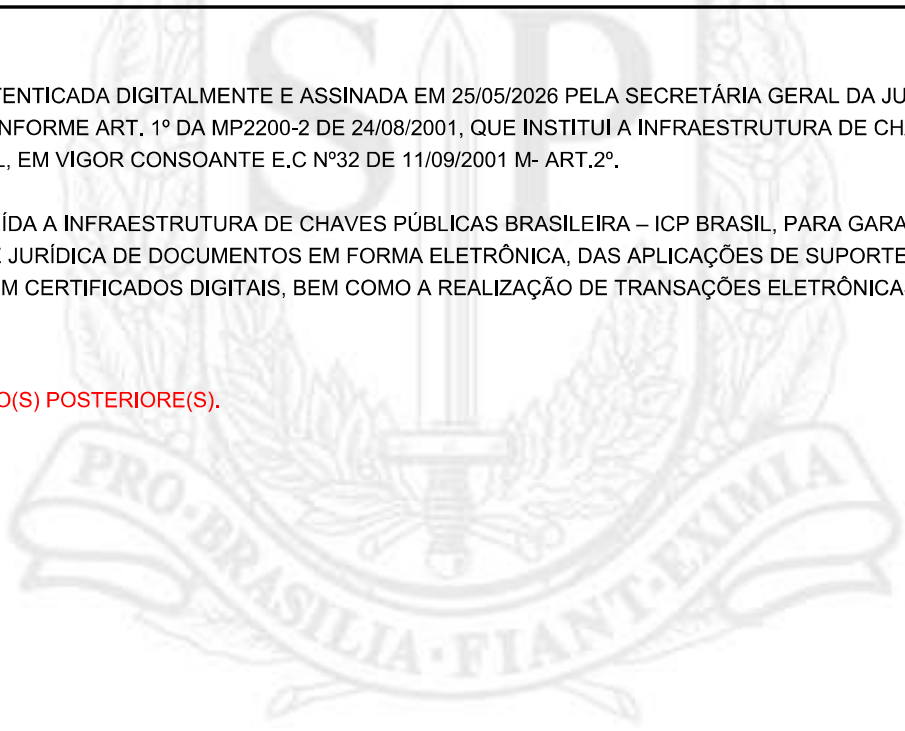 TENTICADA DIGITALMENTE E ASSINADA EM 25/05/2026 PELA SECRETÁRIA GERAL DA JU
NFORME ART. 1º DA MP2200-2 DE 24/08/2001, QUE INSTITUI A INFRAESTRUTURA DE CHA
L, EM VIGOR CONSOANTE E.C Nº32 DE 11/09/2001 M- ART.2º.
ÍDA A INFRAESTRUTURA DE CHAVES PÚBLICAS BRASILEIRA – ICP BRASIL, PARA GARA
E JURÍDICA DE DOCUMENTOS EM FORMA ELETRÔNICA, DAS APLICAÇÕES DE SUPORTE
M CERTIFICADOS DIGITAIS, BEM COMO A REALIZAÇÃO DE TRANSAÇÕES ELETRÔNICAS
O(S) POSTERIORE(S).
SP
PRO·BRASILIA·FIANT·EXIMIA